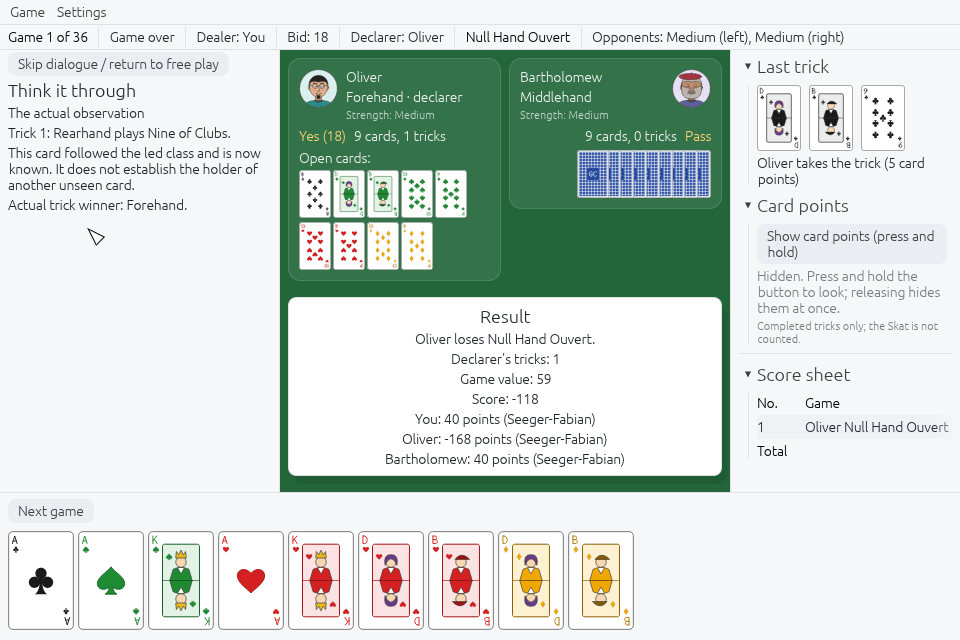 Game Settings
Game 1 of 36 Game over Dealer: You Bid: 18 Declarer: Oliver Null Hand Ouvert Opponents: Medium (left), Medium (right)
Skip dialogue / return to free play
Think it through
The actual observation
Trick 1: Rearhand plays Nine of Clubs.
This card followed the led class and is now
known. It does not establish the holder of
another unseen card.
Actual trick winner: Forehand.
Oliver
Forehand · declarer
Strength: Medium
Yes (18) 9 cards, 1 tricks
Open cards:
Bartholomew
Middlehand
Strength: Medium
9 cards, 0 tricks Pass
GC
Result
Oliver loses Null Hand Ouvert.
Declarer's tricks: 1
Game value: 59
Score: -118
You: 40 points (Seeger-Fabian)
Oliver: -168 points (Seeger-Fabian)
Bartholomew: 40 points (Seeger-Fabian)
Last trick
D B 9
Oliver takes the trick (5 card
points)
Card points
Show card points (press and
hold)
Hidden. Press and hold the
button to look; releasing hides
them at once.
Completed tricks only; the Skat is not
counted.
Score sheet
No. Game
1 Oliver Null Hand Ouvert
Total
Next game
A A K A K D B D B
A A K A K D B D B